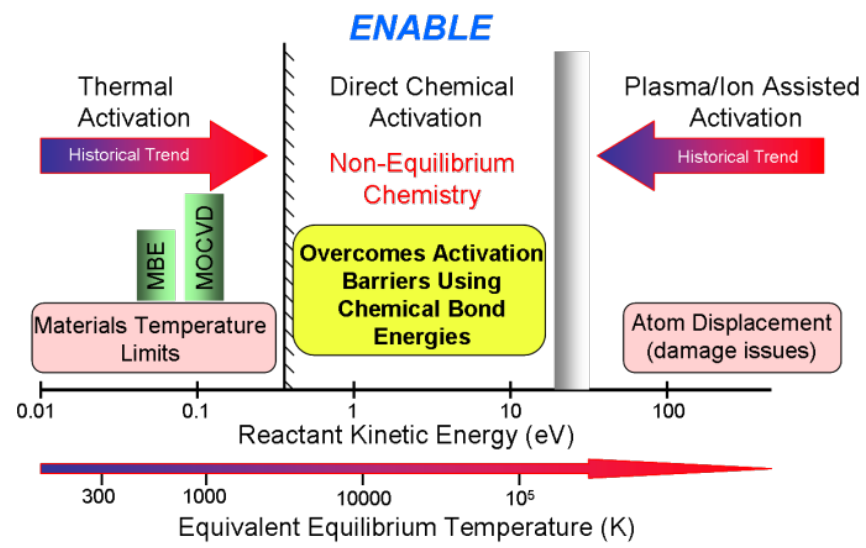 ENABLE
Thermal
Activation
Direct Chemical
Activation
Plasma/Ion Assisted
Activation
Historical Trend
Non-Equilibrium
Chemistry
Historical Trend
MBE
MOCVD
Overcomes Activation
Barriers Using
Chemical Bond
Energies
Materials Temperature
Limits
Atom Displacement
(damage issues)
0.01 0.1 1 10 100
Reactant Kinetic Energy (eV)
300 1000 10000 10⁵
Equivalent Equilibrium Temperature (K)